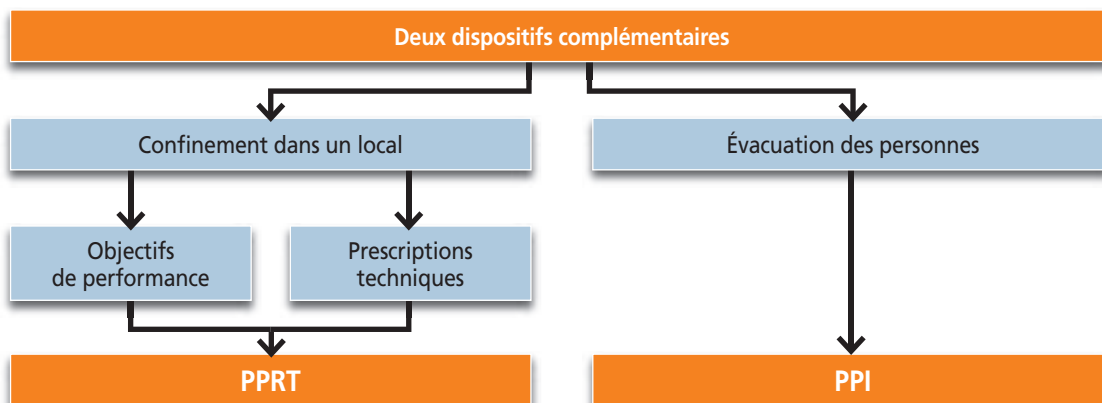 Deux dispositifs complémentaires
Confinement dans un local
Évacuation des personnes
Objectifs
de performance
Prescriptions
techniques
PPRT
PPI